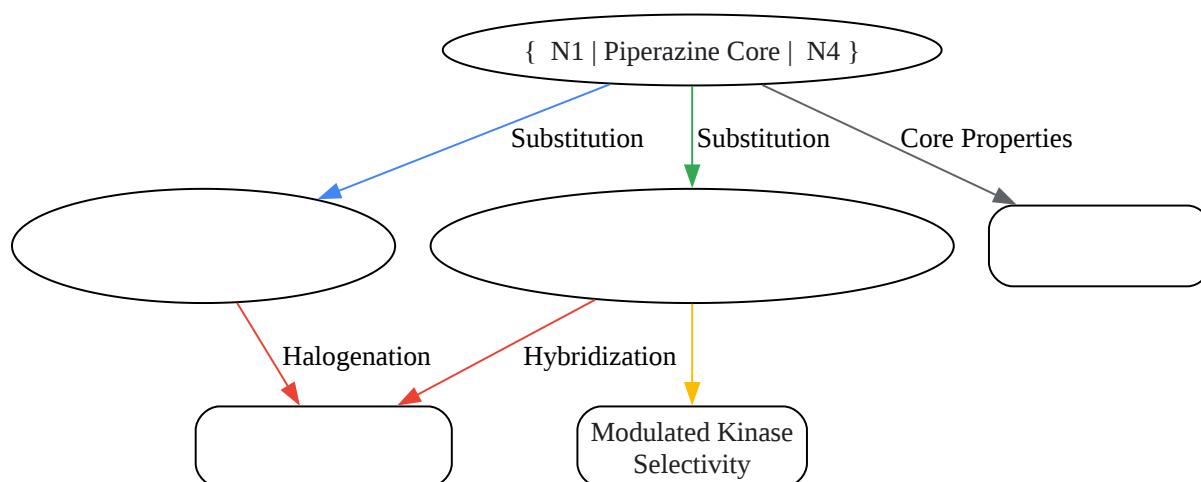 {  N1 | Piperazine Core |  N4 }
Substitution
Substitution
Core Properties
Halogenation
Hybridization
Modulated Kinase
Selectivity